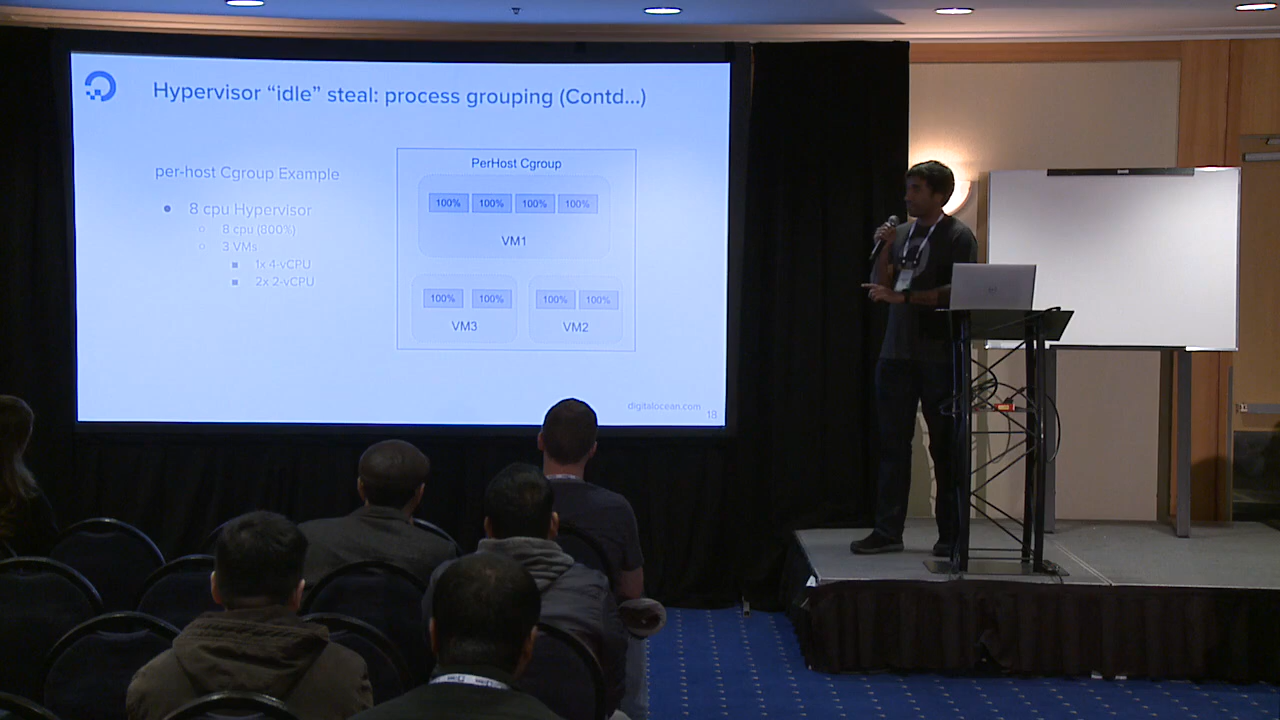 Hypervisor “idle” steal: process grouping (Contd...)
per-host Cgroup Example
8 cpu Hypervisor
8 cpu (800%)
3 VMs
1x 4-vCPU
2x 2-vCPU
PerHost Cgroup
100% 100% 100% 100%
VM1
100% 100% 100% 100%
VM3 VM2
digitalocean.com
18